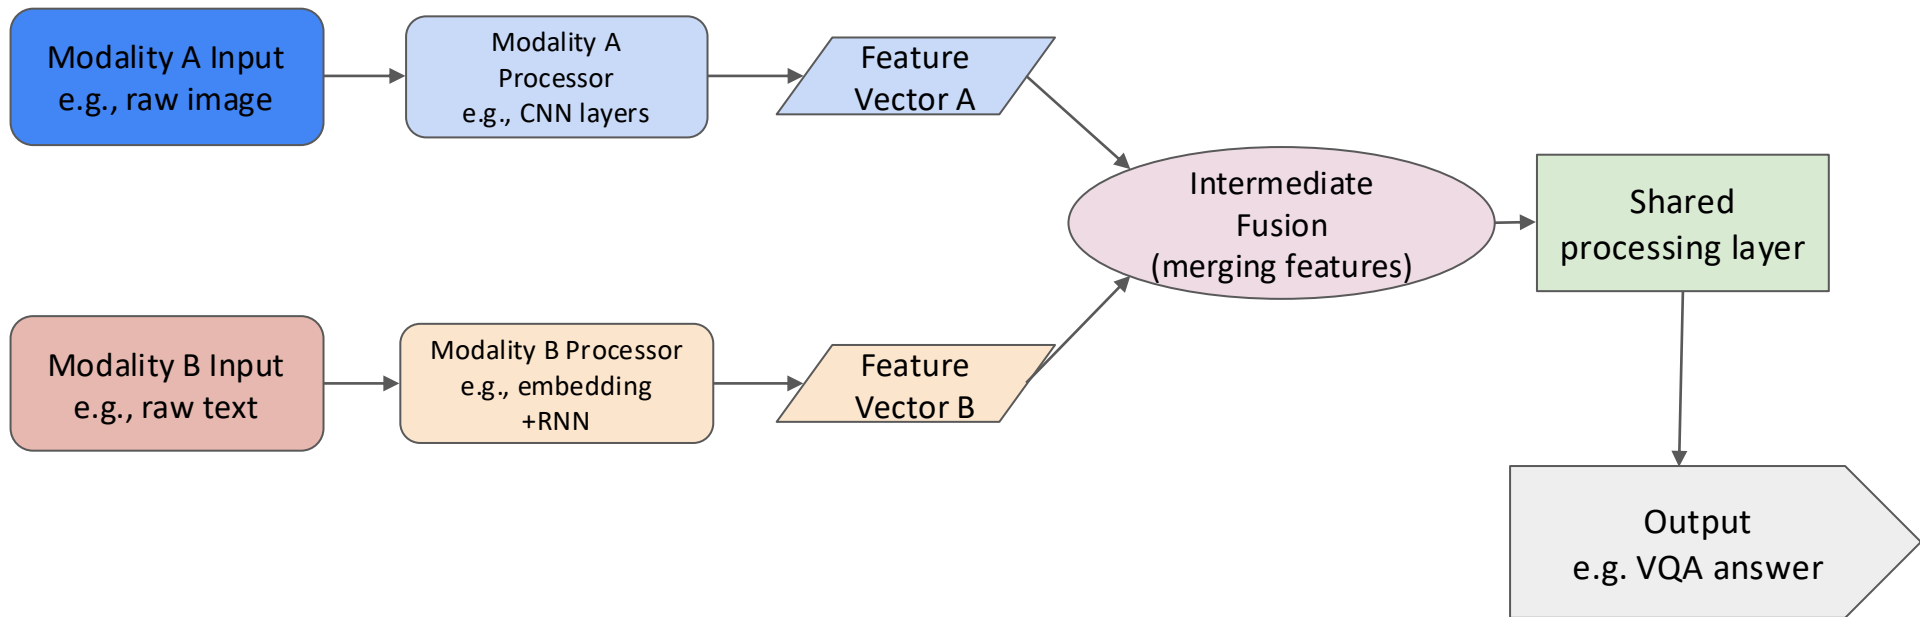 Modality A Input
e.g., raw image
Modality A
Processor
e.g., CNN layers
Feature
Vector A
Intermediate
Fusion
(merging features)
Shared
processing layer
Modality B Input
e.g., raw text
Modality B Processor
e.g., embedding
+RNN
Feature
Vector B
Output
e.g. VQA answer